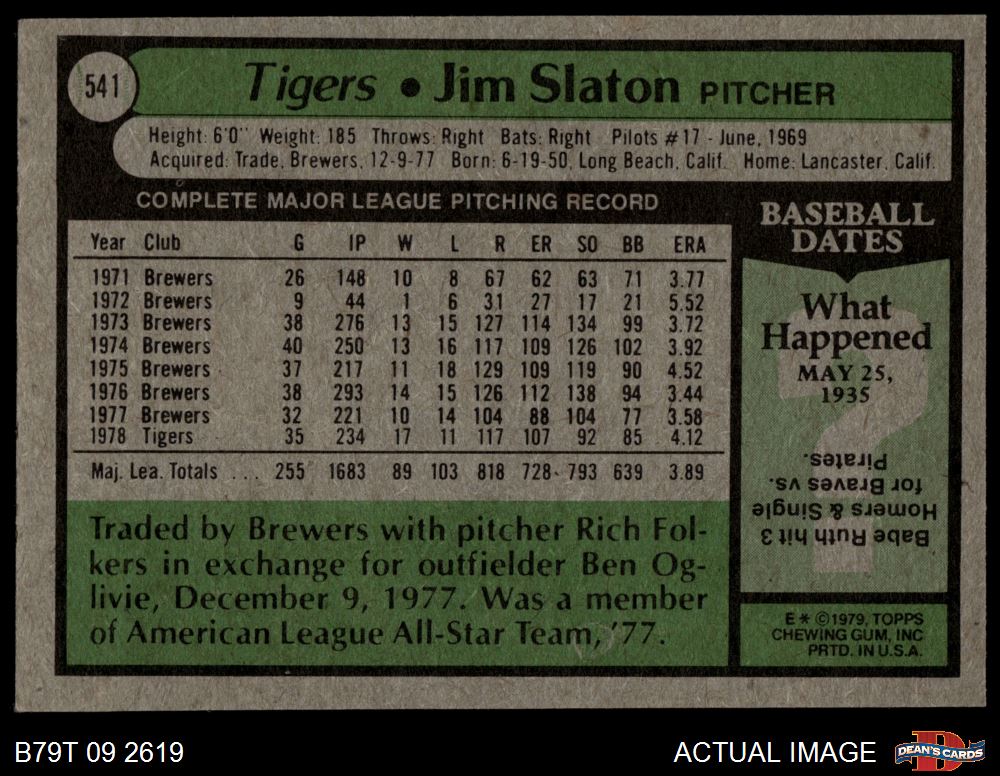 541
Tigers • Jim Slaton PITCHER
Height: 6'0" Weight: 185 Throws: Right Bats: Right Pilots #17 - June, 1969
Acquired: Trade, Brewers, 12-9-77 Born: 6-19-50, Long Beach, Calif. Home: Lancaster, Calif.
COMPLETE MAJOR LEAGUE PITCHING RECORD
Year Club G IP W L R ER SO BB ERA
1971 Brewers 26 148 10 8 67 62 63 71 3.77
1972 Brewers 9 44 1 6 31 27 17 21 5.52
1973 Brewers 38 276 13 15 127 114 134 99 3.72
1974 Brewers 40 250 13 16 117 109 126 102 3.92
1975 Brewers 37 217 11 18 129 109 119 90 4.52
1976 Brewers 38 293 14 15 126 112 138 94 3.44
1977 Brewers 32 221 10 14 104 88 104 77 3.58
1978 Tigers 35 234 17 11 117 107 92 85 4.12
Maj. Lea. Totals ... 255 1683 89 103 818 728 793 639 3.89
Traded by Brewers with pitcher Rich Fol-
kers in exchange for outfielder Ben Og-
livie, December 9, 1977. Was a member
of American League All-Star Team, '77.
BASEBALL
DATES
What
Happened
MAY 25,
1935
Babe Ruth hit 3
Homers & Single
for Braves vs.
Pirates.
E * ©1979, TOPPS
CHEWING GUM, INC
PRTD. IN U.S.A.
B79T 09 2619
ACTUAL IMAGE
D
DEAN'S CARDS